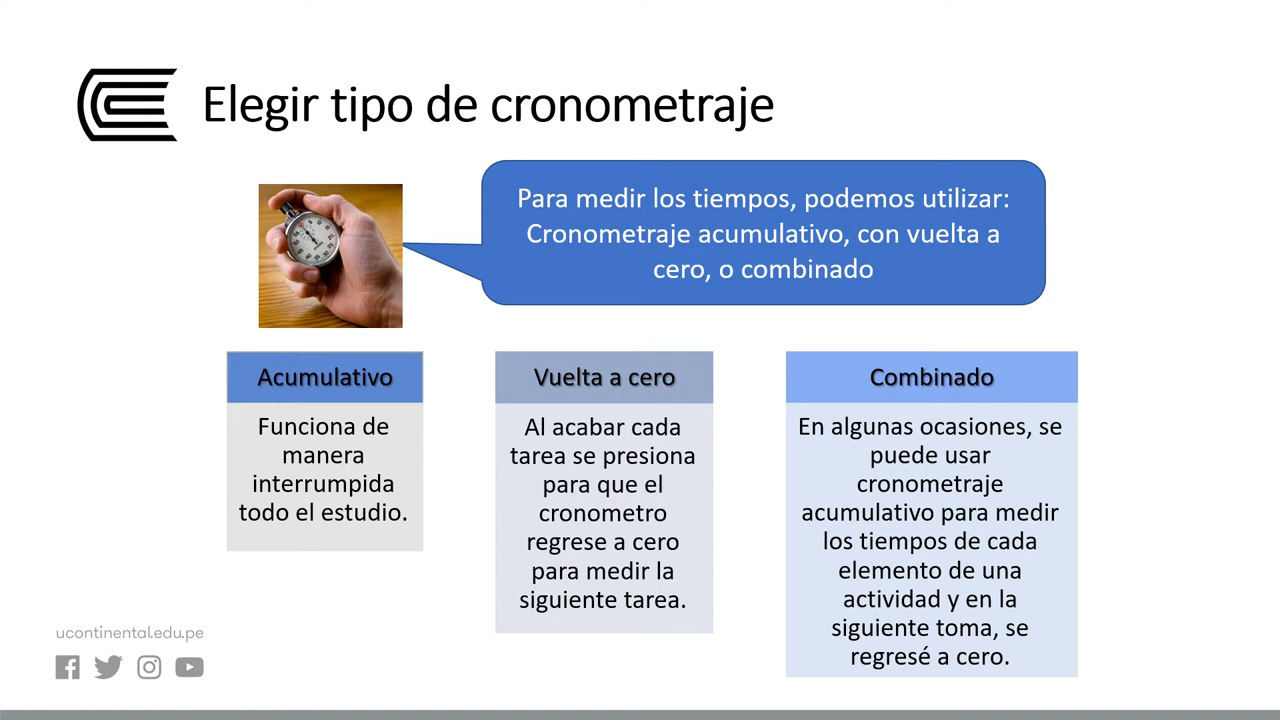 Elegir tipo de cronometraje
Para medir los tiempos, podemos utilizar:
Cronometraje acumulativo, con vuelta a
cero, o combinado
Acumulativo
Funciona de
manera
interrumpida
todo el estudio.
Vuelta a cero
Al acabar cada
tarea se presiona
para que el
cronometro
regrese a cero
para medir la
siguiente tarea.
Combinado
En algunas ocasiones, se
puede usar
cronometraje
acumulativo para medir
los tiempos de cada
elemento de una
actividad y en la
siguiente toma, se
regresé a cero.
ucontinental.edu.pe